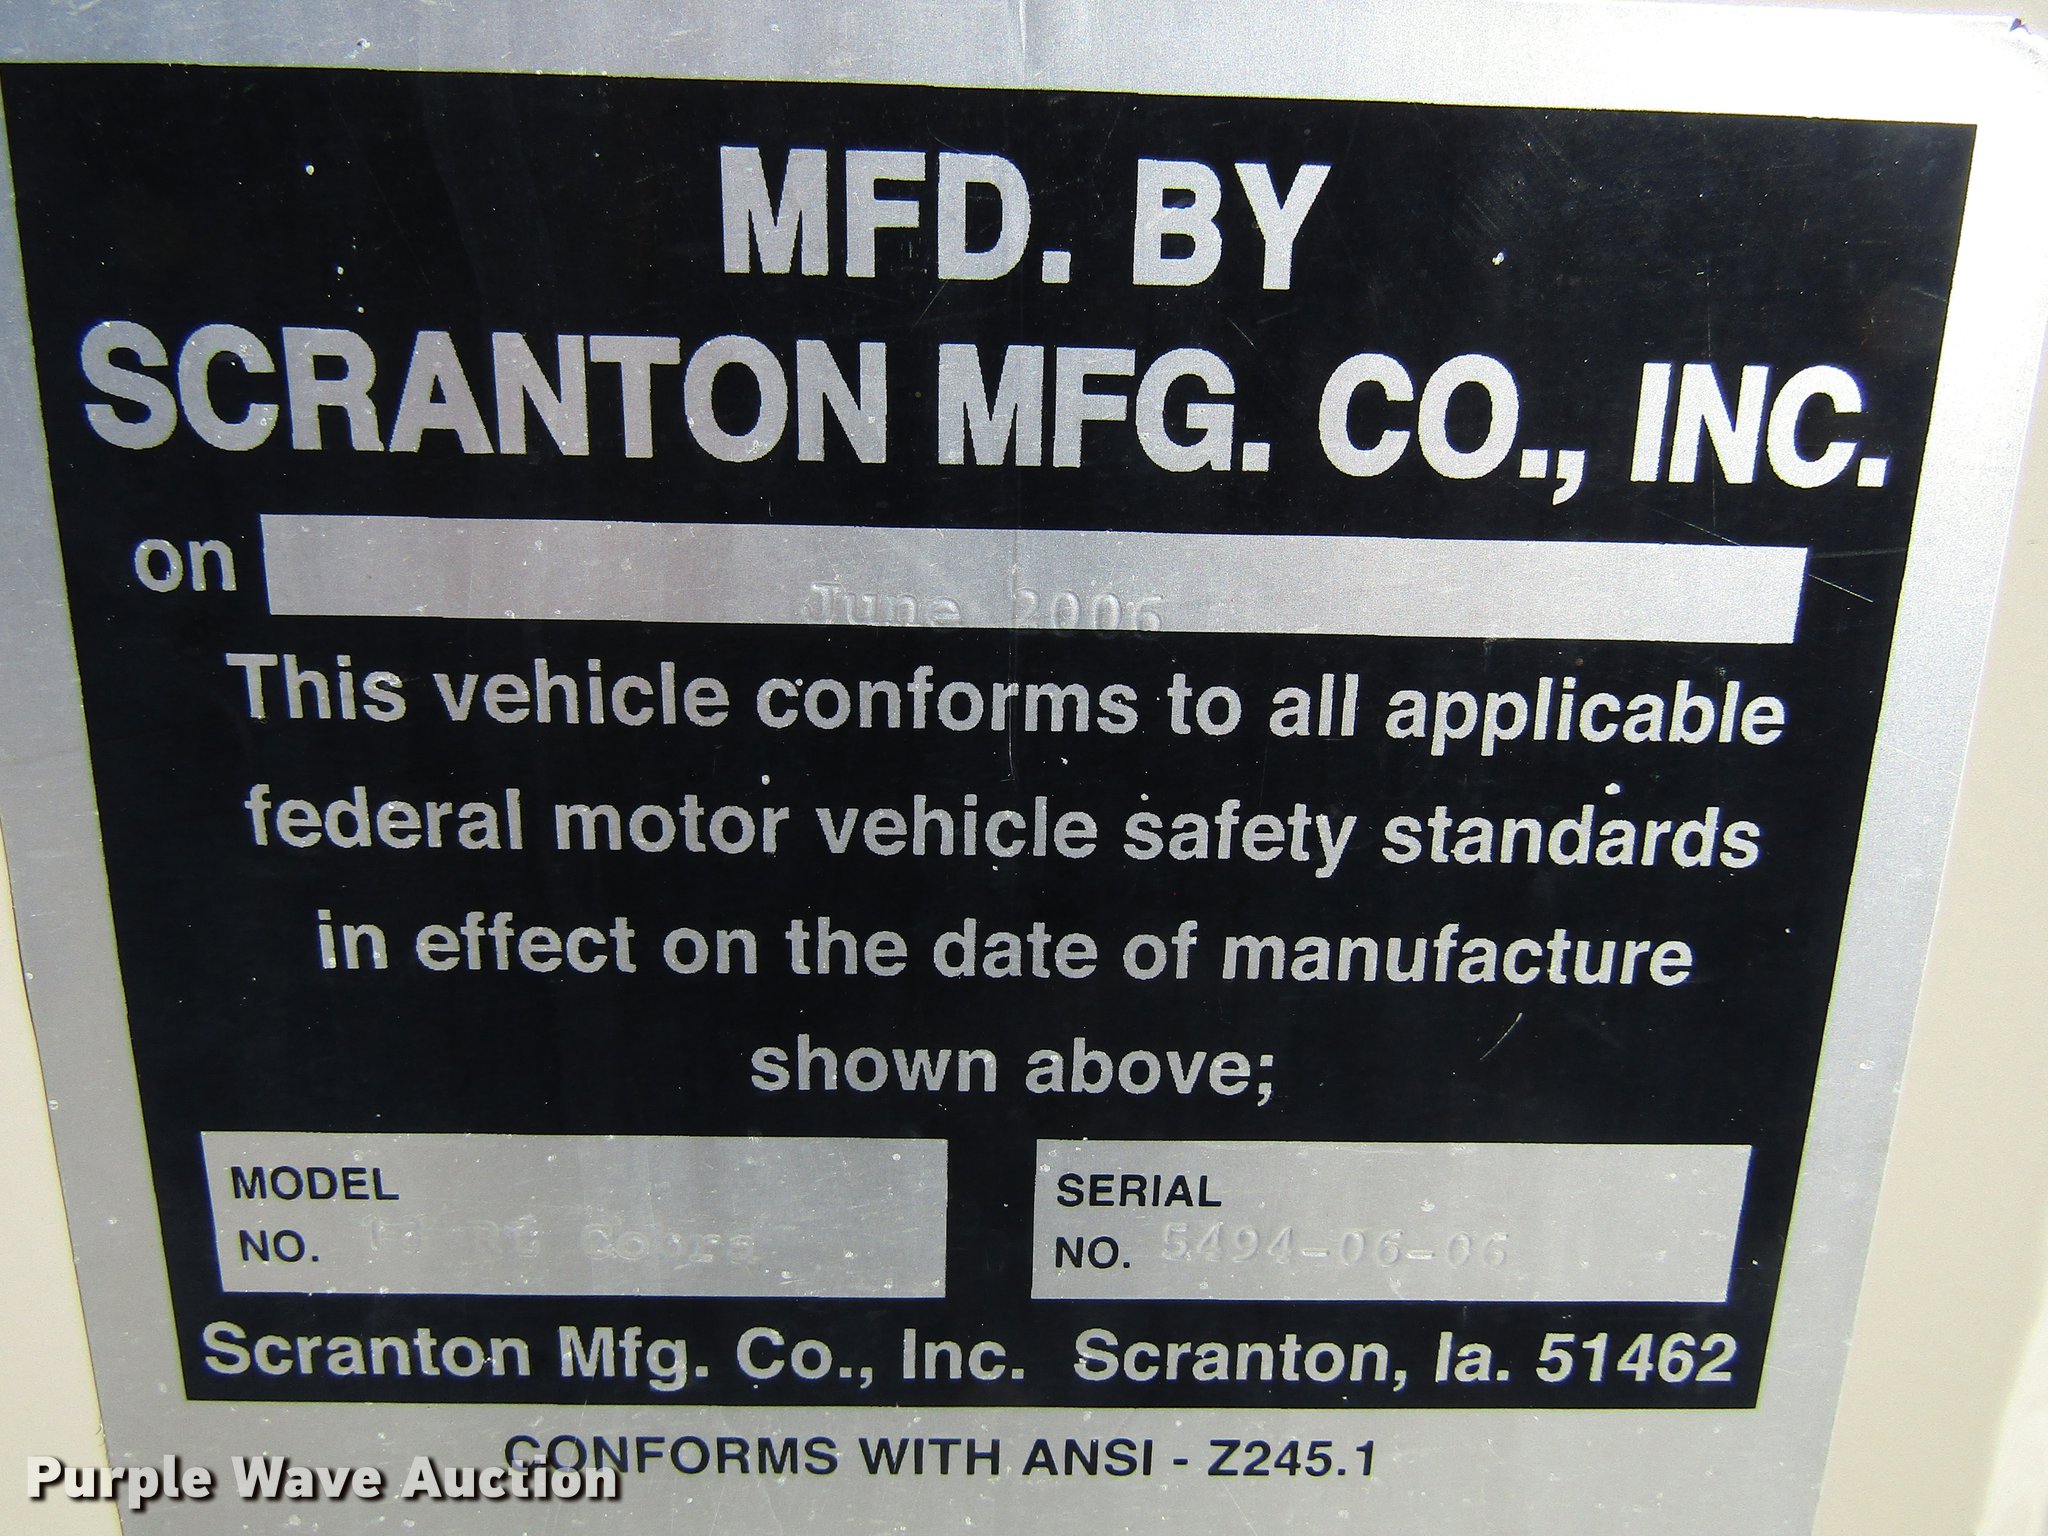 MFD. BY
SCRANTON MFG. CO., INC.
on June 2006
This vehicle conforms to all applicable
federal motor vehicle safety standards
in effect on the date of manufacture
shown above;
MODEL
NO.
SERIAL
NO. 5494-06-06
Scranton Mfg. Co., Inc. Scranton, Ia. 51462
CONFORMS WITH ANSI - Z245.1
Purple Wave Auction